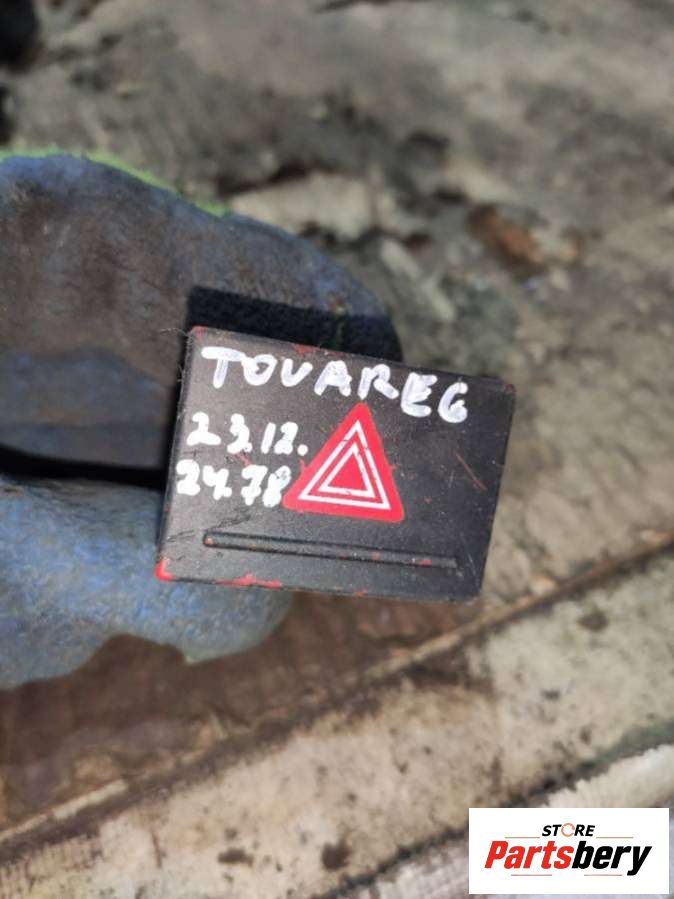 TOUAREG
23.12.
24.78
STORE
Partsbery